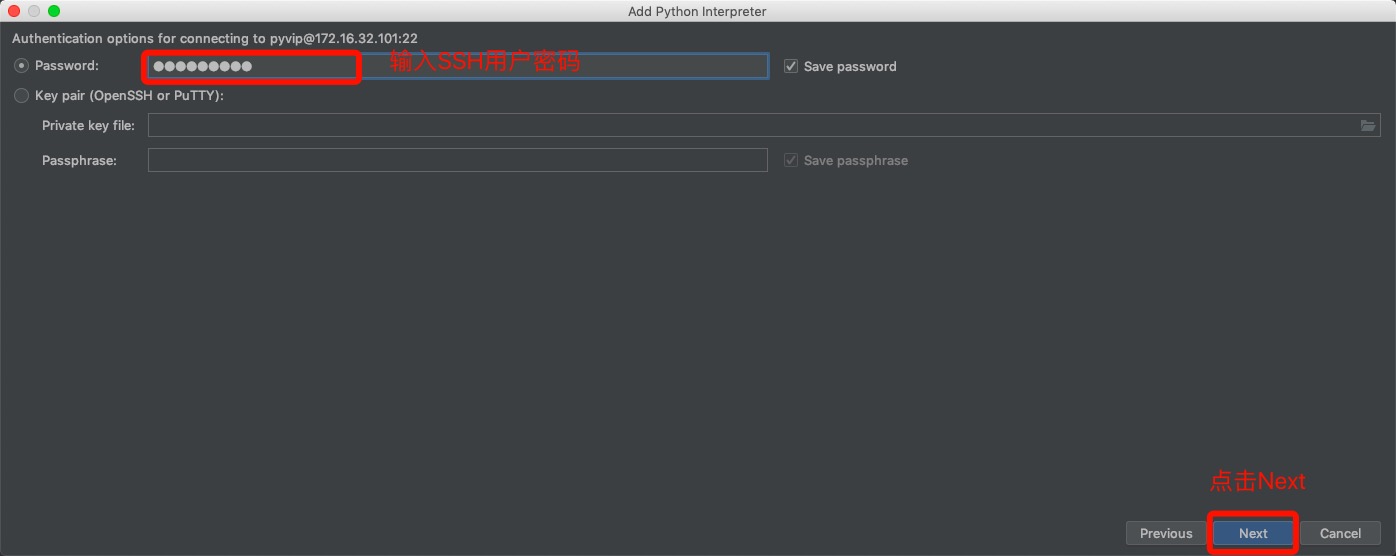 Add Python Interpreter
Authentication options for connecting to pyvip@172.16.32.101:22
Password: ●●●●●●●●● 输入SSH用户密码 Save password
Key pair (OpenSSH or PuTTY):
Private key file:
Passphrase: Save passphrase
点击Next
Previous Next Cancel